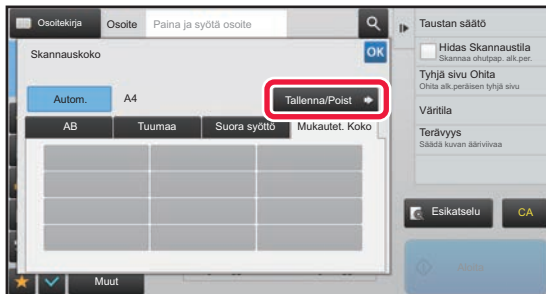 Osoitekirja
Osoite
Paina ja syötä osoite
Skannauskoko
OK
Autom.
A4
Tallenna/Poist
AB
Tuumaa
Suora syöttö
Mukautet. Koko
Muut
Taustan säätö
Hidas Skannaustila
Skannaa ohutpap. alk.per.
Tyhjä sivu Ohita
Ohita alk.peräisen tyhjä sivu
Väritila
Terävyys
Säädä kuvan ääriviivaa
Esikatselu
CA